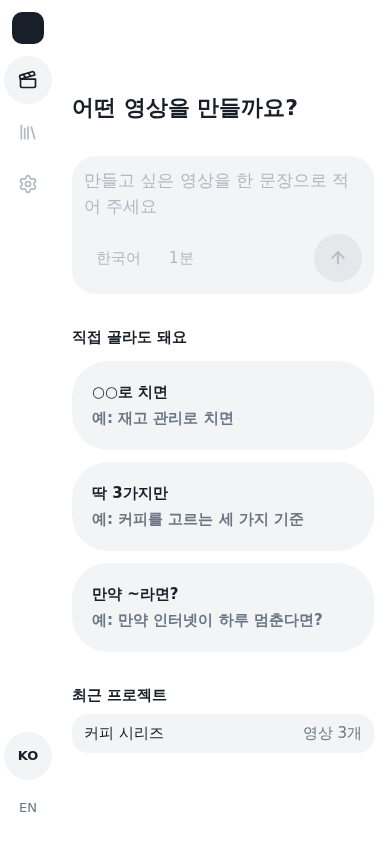 어떤 영상을 만들까요?
만들고 싶은 영상을 한 문장으로 적
어 주세요
한국어 1분
직접 골라도 돼요
○○로 치면
예: 재고 관리로 치면
딱 3가지만
예: 커피를 고르는 세 가지 기준
만약 ~라면?
예: 만약 인터넷이 하루 멈춘다면?
최근 프로젝트
커피 시리즈 영상 3개
KO
EN